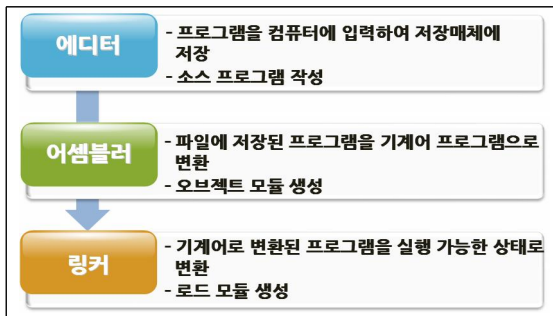 에디터
- 프로그램을 컴퓨터에 입력하여 저장매체에
저장
- 소스 프로그램 작성
어셈블러
- 파일에 저장된 프로그램을 기계어 프로그램으로
변환
- 오브젝트 모듈 생성
링커
- 기계어로 변환된 프로그램을 실행 가능한 상태로
변환
- 로드 모듈 생성